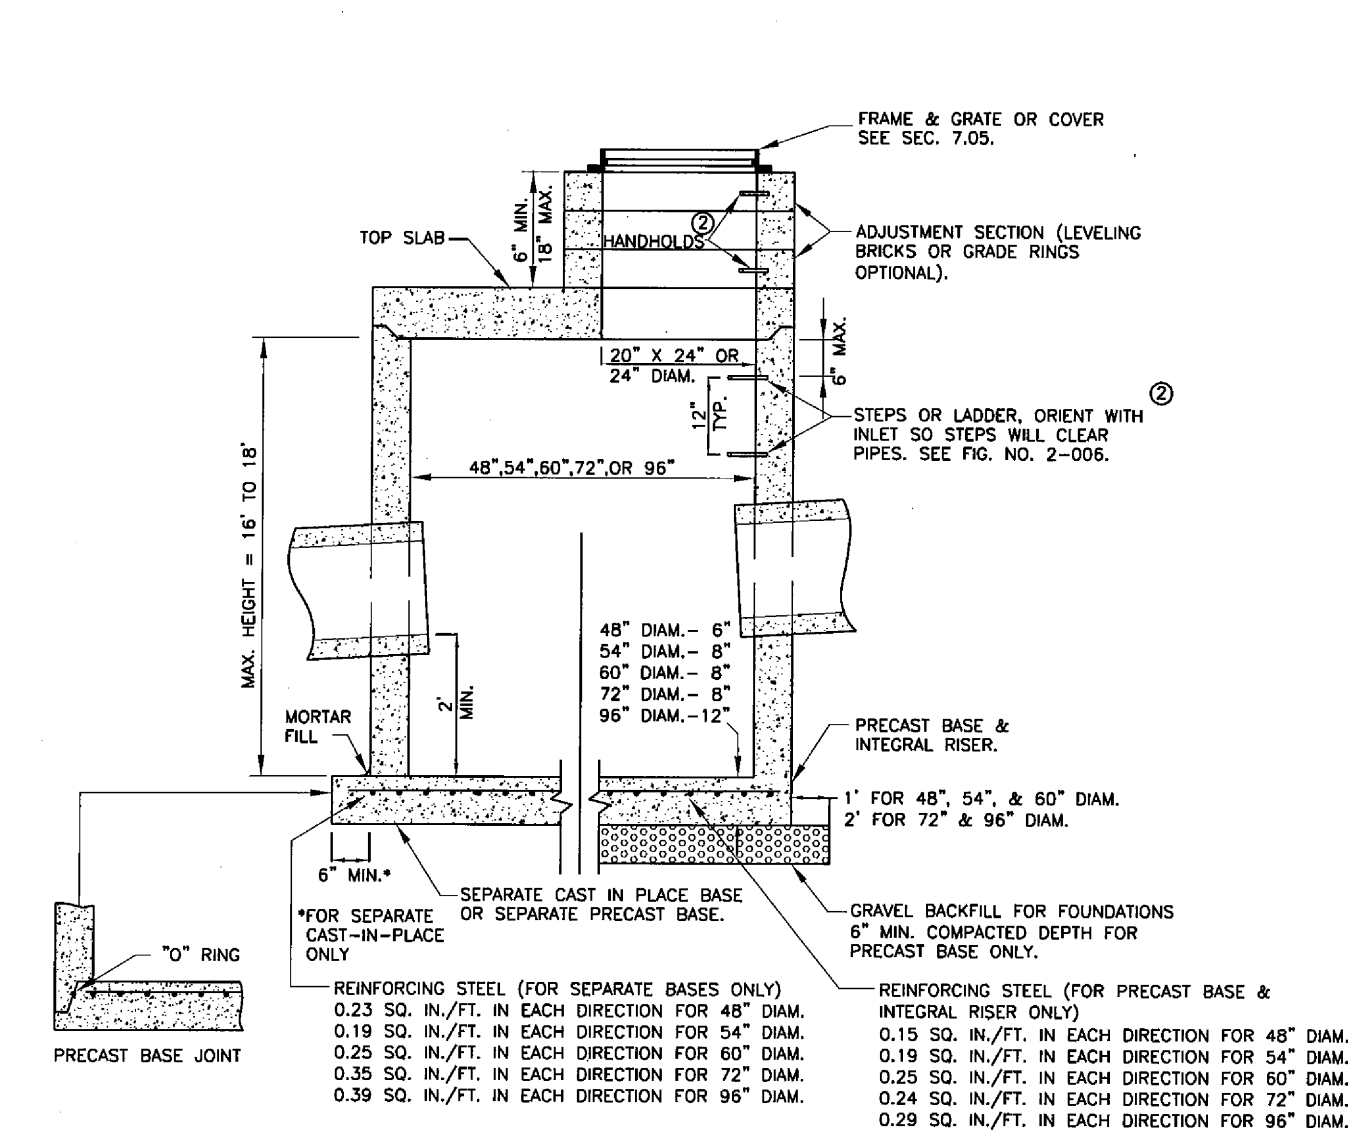 FRAME & GRATE OR COVER
SEE SEC. 7.05.
6" MIN.
18" MAX.
TOP SLAB
②
HANDHOLDS
ADJUSTMENT SECTION (LEVELING
BRICKS OR GRADE RINGS
OPTIONAL).
6" MAX.
20" X 24" OR
24" DIAM.
12"
TYP.
②
STEPS OR LADDER, ORIENT WITH
INLET SO STEPS WILL CLEAR
PIPES. SEE FIG. NO. 2-006.
48",54",60",72",OR 96"
MAX. HEIGHT = 16' TO 18'
48" DIAM.- 6"
54" DIAM.- 8"
60" DIAM.- 8"
72" DIAM.- 8"
96" DIAM.-12"
2'
MIN.
MORTAR
FILL
PRECAST BASE &
INTEGRAL RISER.
1' FOR 48", 54", & 60" DIAM.
2' FOR 72" & 96" DIAM.
6" MIN.*
*FOR SEPARATE
CAST-IN-PLACE
ONLY
SEPARATE CAST IN PLACE BASE
OR SEPARATE PRECAST BASE.
GRAVEL BACKFILL FOR FOUNDATIONS
6" MIN. COMPACTED DEPTH FOR
PRECAST BASE ONLY.
"O" RING
PRECAST BASE JOINT
REINFORCING STEEL (FOR SEPARATE BASES ONLY)
0.23 SQ. IN./FT. IN EACH DIRECTION FOR 48" DIAM.
0.19 SQ. IN./FT. IN EACH DIRECTION FOR 54" DIAM.
0.25 SQ. IN./FT. IN EACH DIRECTION FOR 60" DIAM.
0.35 SQ. IN./FT. IN EACH DIRECTION FOR 72" DIAM.
0.39 SQ. IN./FT. IN EACH DIRECTION FOR 96" DIAM.
REINFORCING STEEL (FOR PRECAST BASE &
INTEGRAL RISER ONLY)
0.15 SQ. IN./FT. IN EACH DIRECTION FOR 48" DIAM.
0.19 SQ. IN./FT. IN EACH DIRECTION FOR 54" DIAM.
0.25 SQ. IN./FT. IN EACH DIRECTION FOR 60" DIAM.
0.24 SQ. IN./FT. IN EACH DIRECTION FOR 72" DIAM.
0.29 SQ. IN./FT. IN EACH DIRECTION FOR 96" DIAM.